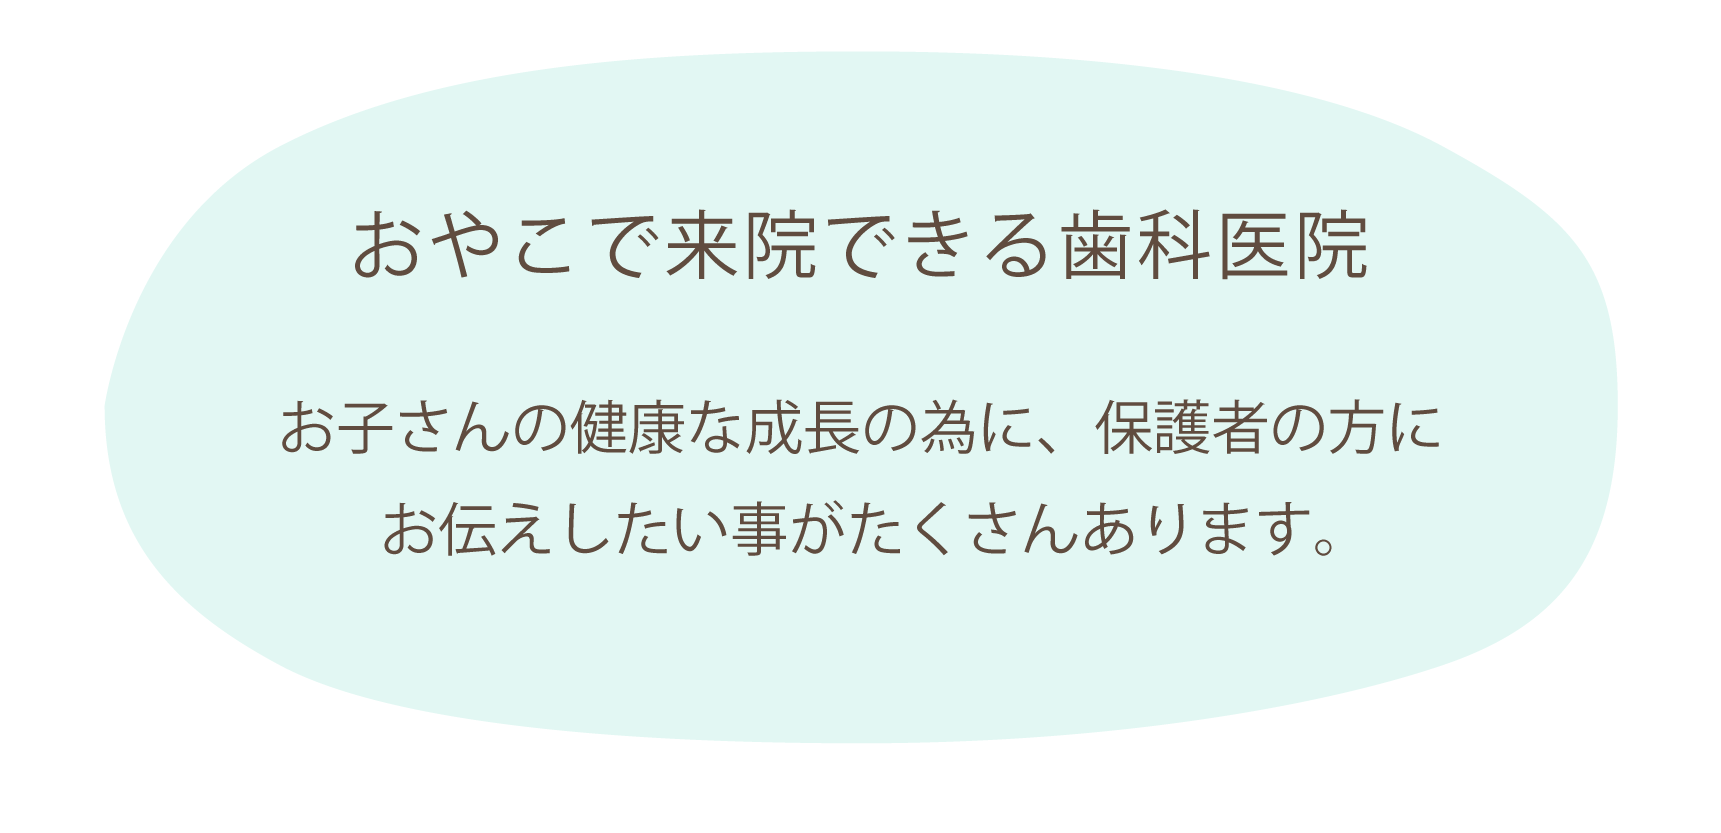 おやこで来院できる歯科医院
お子さんの健康な成長の為に、保護者の方に
お伝えしたい事がたくさんあります。